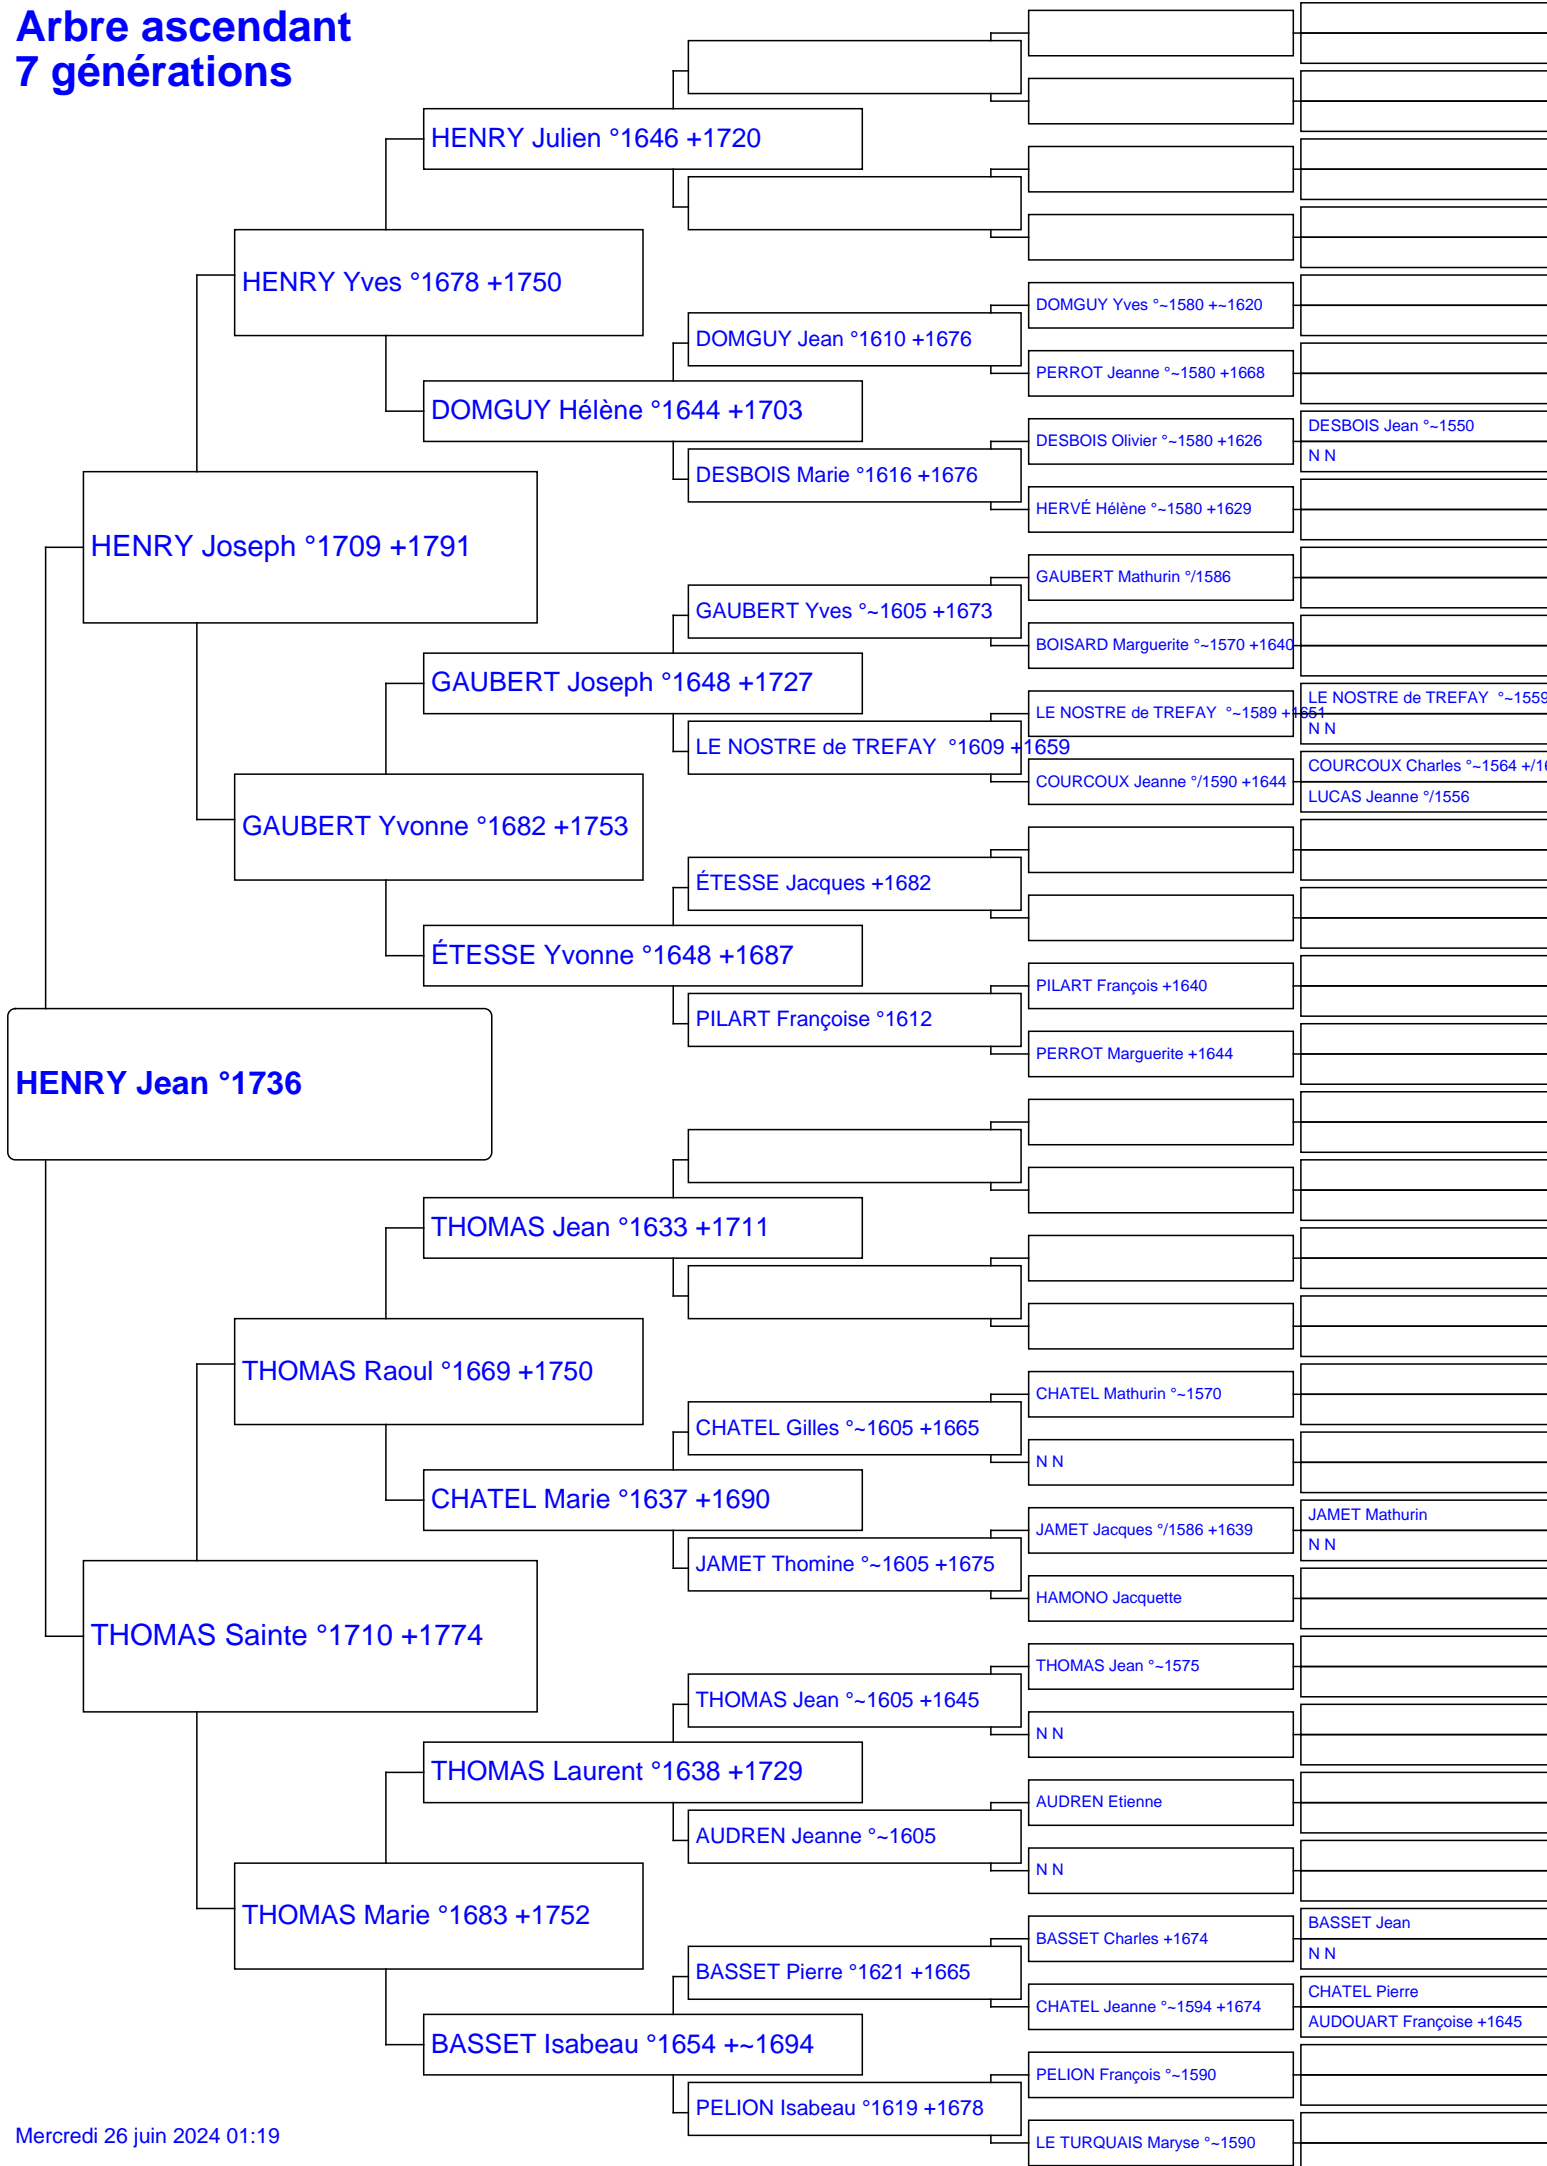 Arbre ascendant
7 générations
HENRY Julien °1646 +1720
HENRY Yves °1678 +1750
DOMGUY Yves °~1580 +~1620
DOMGUY Jean °1610 +1676
PERROT Jeanne °~1580 +1668
DOMGUY Hélène °1644 +1703
DESBOIS Jean °~1550
DESBOIS Olivier °~1580 +1626
N N
DESBOIS Marie °1616 +1676
HERVÉ Hélène °~1580 +1629
HENRY Joseph °1709 +1791
GAUBERT Mathurin °/1586
GAUBERT Yves °~1605 +1673
BOISARD Marguerite °~1570 +1640
GAUBERT Joseph °1648 +1727
LE NOSTRE de TREFAY °~1559
LE NOSTRE de TREFAY °~1589 +1651
N N
LE NOSTRE de TREFAY °1609 +1659
COURCOUX Charles °~1564 +/16
COURCOUX Jeanne °/1590 +1644
LUCAS Jeanne °/1556
GAUBERT Yvonne °1682 +1753
ÉTESSE Jacques +1682
ÉTESSE Yvonne °1648 +1687
PILART François +1640
PILART Françoise °1612
PERROT Marguerite +1644
HENRY Jean °1736
THOMAS Jean °1633 +1711
THOMAS Raoul °1669 +1750
CHATEL Mathurin °~1570
CHATEL Gilles °~1605 +1665
N N
CHATEL Marie °1637 +1690
JAMET Mathurin
JAMET Jacques °/1586 +1639
N N
JAMET Thomine °~1605 +1675
HAMONO Jacquette
THOMAS Sainte °1710 +1774
THOMAS Jean °~1575
THOMAS Jean °~1605 +1645
N N
THOMAS Laurent °1638 +1729
AUDREN Etienne
AUDREN Jeanne °~1605
N N
THOMAS Marie °1683 +1752
BASSET Jean
BASSET Charles +1674
N N
BASSET Pierre °1621 +1665
CHATEL Pierre
CHATEL Jeanne °~1594 +1674
AUDOUART Françoise +1645
BASSET Isabeau °1654 +~1694
PELION François °~1590
PELION Isabeau °1619 +1678
LE TURQUAIS Maryse °~1590
Mercredi 26 juin 2024 01:19